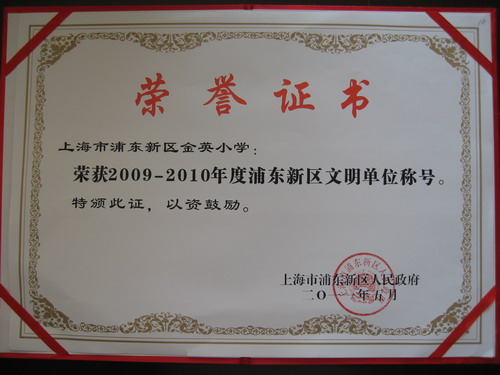 荣誉证书
上海市浦东新区金英小学：
荣获2009-2010年度浦东新区文明单位称号。
特颁此证，以资鼓励。
上海市浦东新区人民政府
二〇一一年五月